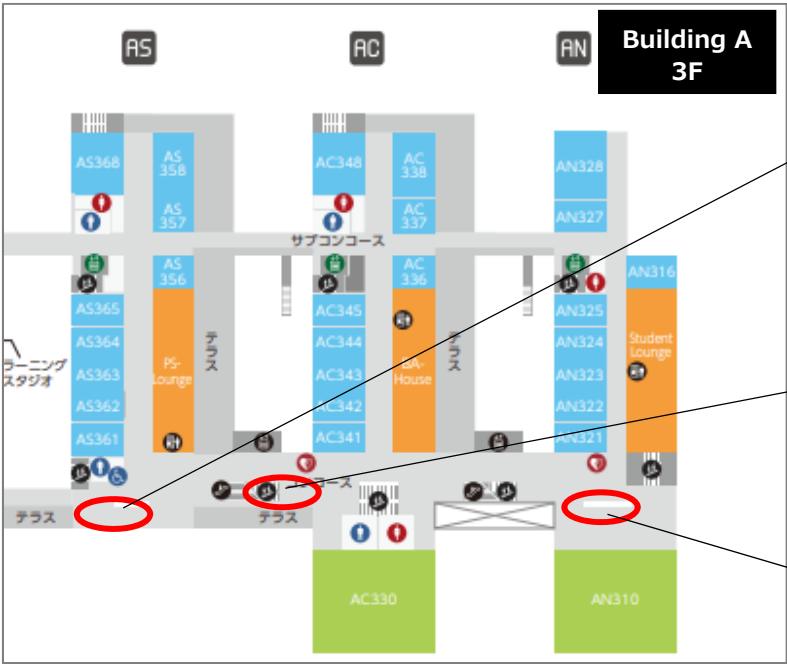 AS
AC
AN
Building A
3F
AS368
AS
358
AC348
AC
338
AN328
AS
357
AC
337
AN327
サブコンコース
AS
356
AC
336
AN316
AS365
AC345
AN325
AS364
テラス
AC344
テラス
AN324
Student
Lounge
ラーニング
スタジオ
AS363
PS-
Lounge
AC343
BA-
House
AN323
AS362
AC342
AN322
AS361
AC341
AN321
コース
テラス
テラス
AC330
AN310